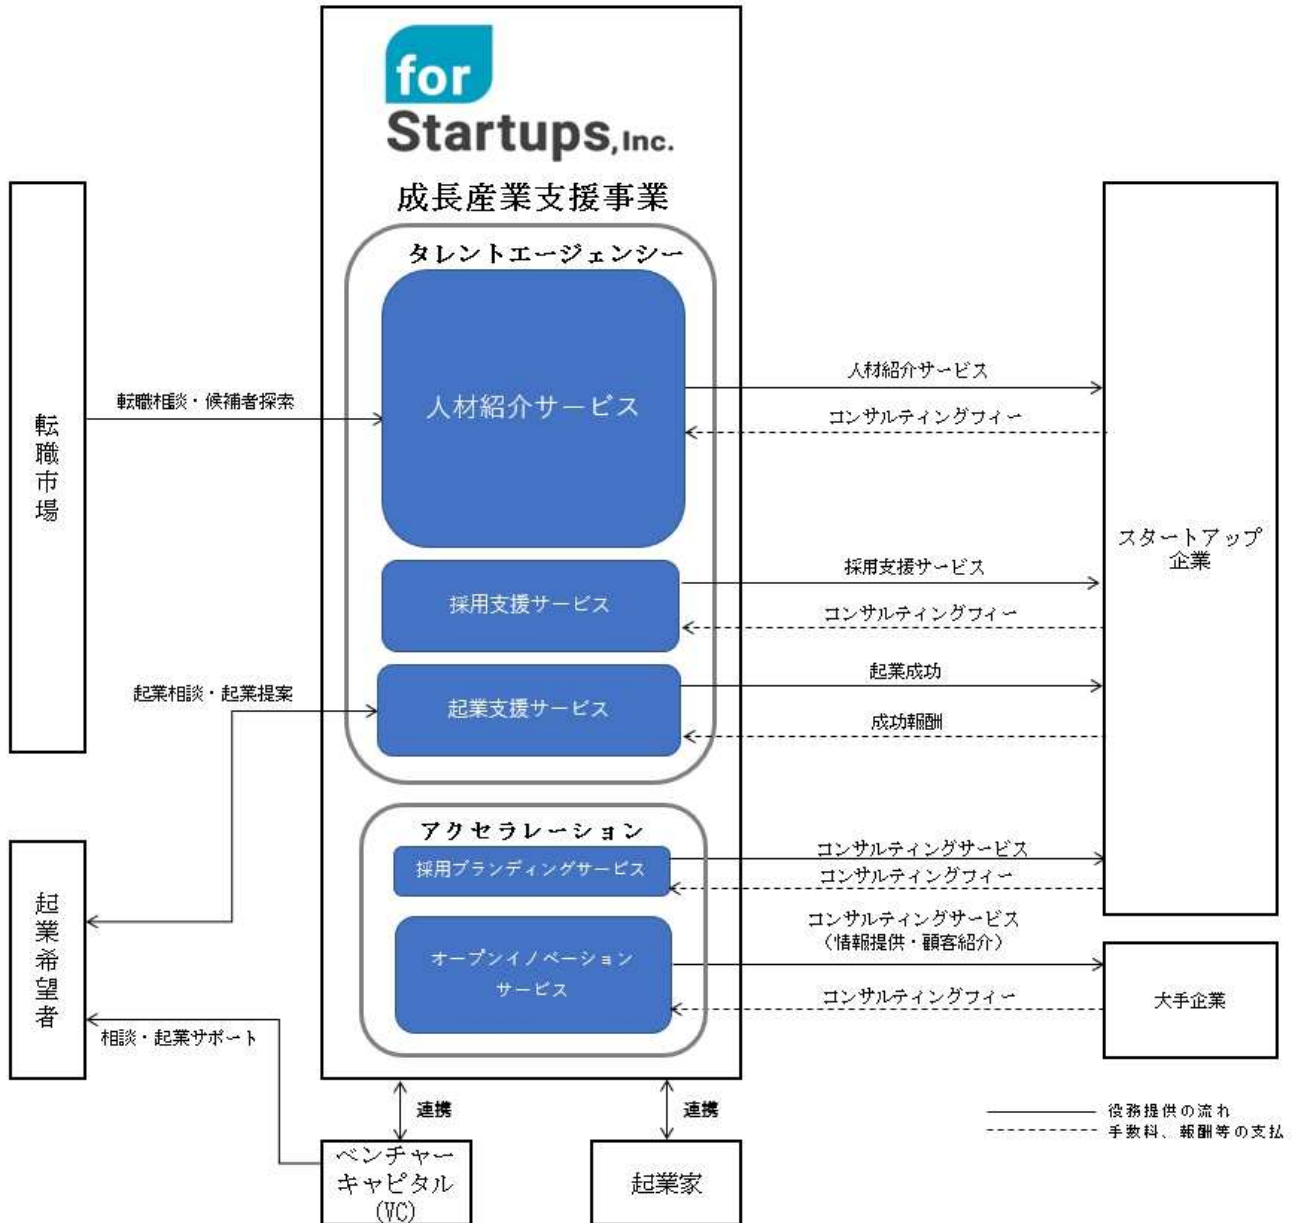 for
Startups,Inc.
成長産業支援事業
タレントエージェンシー
人材紹介サービス
採用支援サービス
起業支援サービス
アクセラレーション
採用ブランディングサービス
オープンイノベーション
サービス
転職市場
転職相談・候補者探索
起業相談・起業提案
起業希望者
相談・起業サポート
人材紹介サービス
コンサルティングフィー
採用支援サービス
コンサルティングフィー
起業成功
成功報酬
コンサルティングサービス
コンサルティングフィー
コンサルティングサービス
(情報提供・顧客紹介)
コンサルティングフィー
スタートアップ
企業
大手企業
連携
連携
ベンチャー
キャピタル
(VC)
起業家
役務提供の流れ
手数料、報酬等の支払